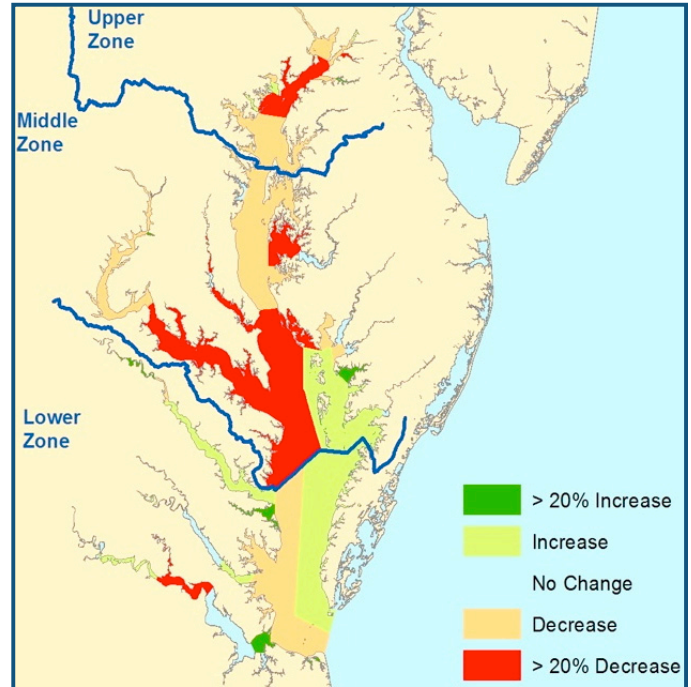 Upper
Zone
Middle
Zone
Lower
Zone
> 20% Increase
Increase
No Change
Decrease
> 20% Decrease